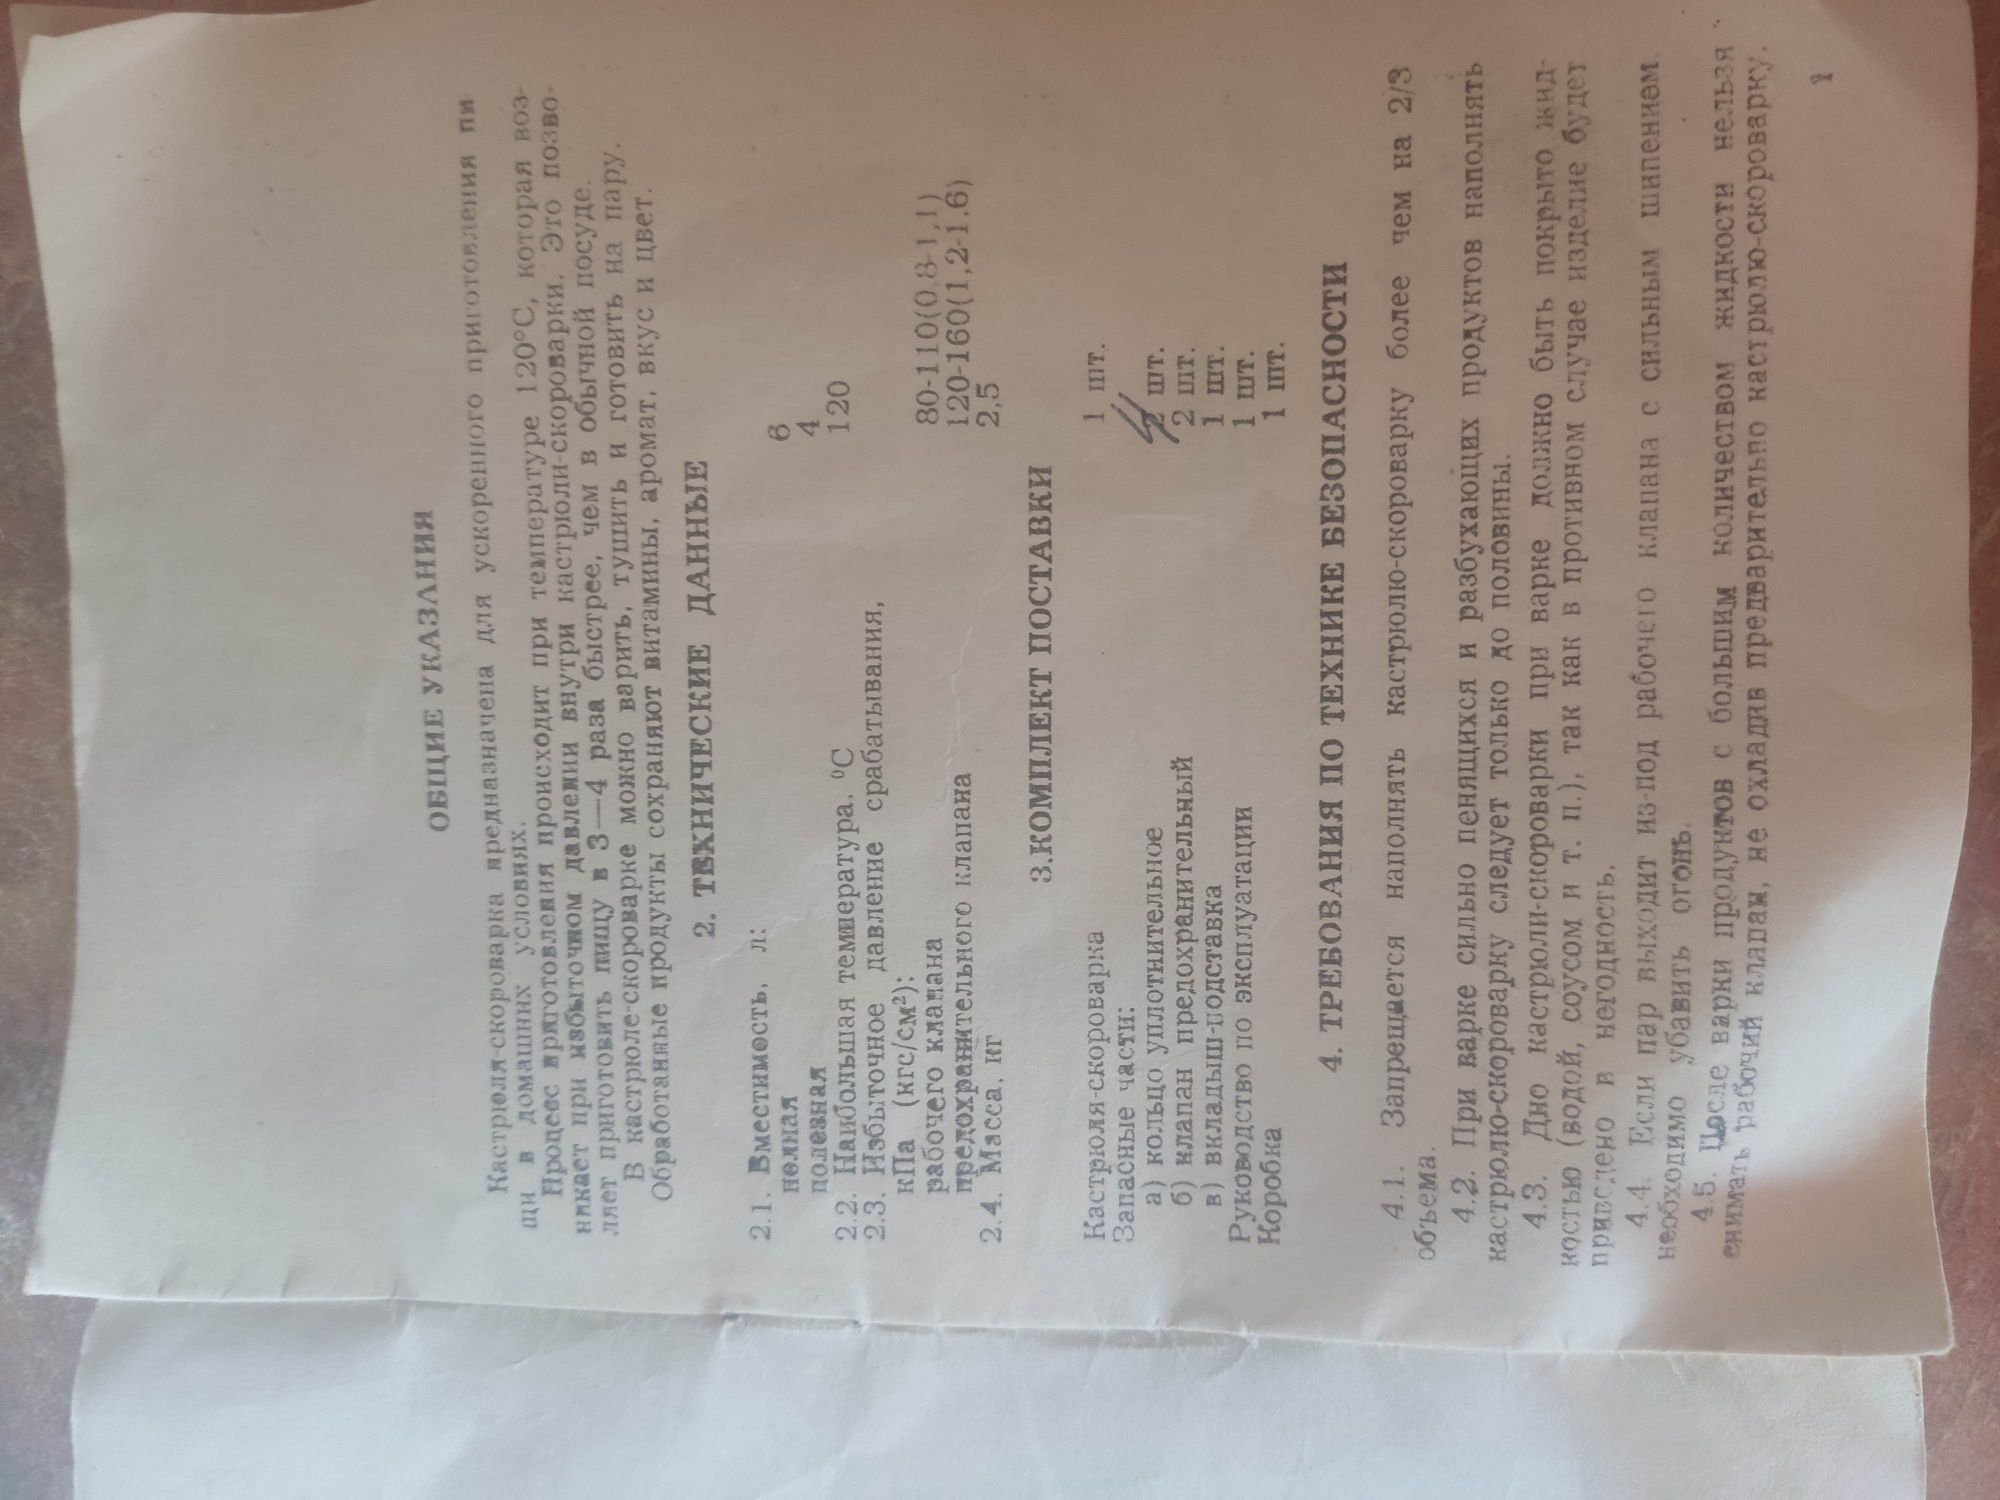 ОБЩИЕ УКАЗАНИЯ
Кастрюля-скороварка предназначена для ускоренного приготовления пи
щи в домашних условиях.
Процесс приготовления происходит при температуре 120°С, которая воз-
никает при избыточном давлении внутри кастрюли-скороварки. Это позво-
ляет приготовить пищу в 3—4 раза быстрее, чем в обычной посуде.
В кастрюле-скороварке можно варить, тушить и готовить на пару.
Обработанные продукты сохраняют витамины, аромат, вкус и цвет.
2. ТЕХНИЧЕСКИЕ ДАННЫЕ
2.1. Вместимость, л:
полная 6
полезная 4
2.2. Наибольшая температура, °С 120
2.3. Избыточное давление срабатывания,
кПа (кгс/см²):
рабочего клапана 80-110(0,8-1,1)
предохранительного клапана 120-160(1,2-1.6)
2.4. Масса, кг 2,5
3.КОМПЛЕКТ ПОСТАВКИ
Кастрюля-скороварка 1 шт.
Запасные части:
а) кольцо уплотнительное 4 шт.
б) клапан предохранительный 2 шт.
в) вкладыш-подставка 1 шт.
Руководство по эксплуатации 1 шт.
Коробка 1 шт.
4. ТРЕБОВАНИЯ ПО ТЕХНИКЕ БЕЗОПАСНОСТИ
4.1. Запрещается наполнять кастрюлю-скороварку более чем на 2/3
объема.
4.2. При варке сильно пенящихся и разбухающих продуктов наполнять
кастрюлю-скороварку следует только до половины.
4.3. Дно кастрюли-скороварки при варке должно быть покрыто жид-
костью (водой, соусом и т. п.), так как в противном случае изделие будет
приведено в негодность.
4.4. Если пар выходит из-под рабочего клапана с сильным шипением
необходимо убавить огонь.
4.5. После варки продуктов с большим количеством жидкости нельзя
снимать рабочий клапан, не охладив предварительно кастрюлю-скороварку.
1